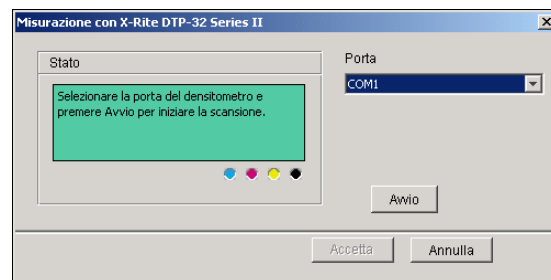 Misurazione con X-Rite DTP-32 Series II
Stato
Selezionare la porta del densitometro e
premere Avvio per iniziare la scansione.
Porta
COM1
Avvio
Accetta
Annulla